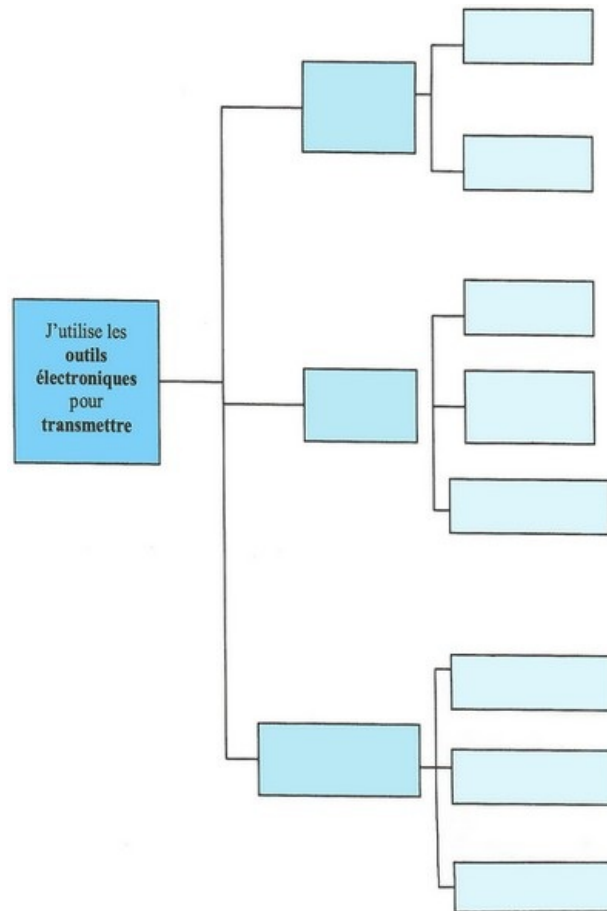 J'utilise les
outils
électroniques
pour
transmettre